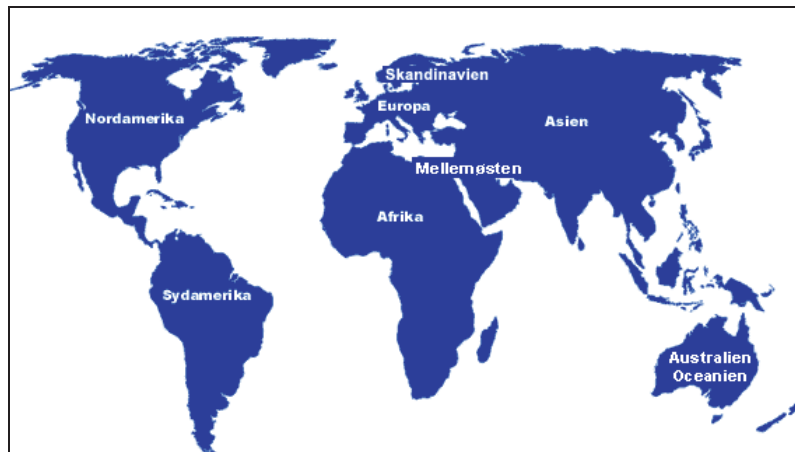 Skandinavien
Europa
Nordamerika
Asien
Mellemøsten
Afrika
Sydamerika
Australien
Oceanien